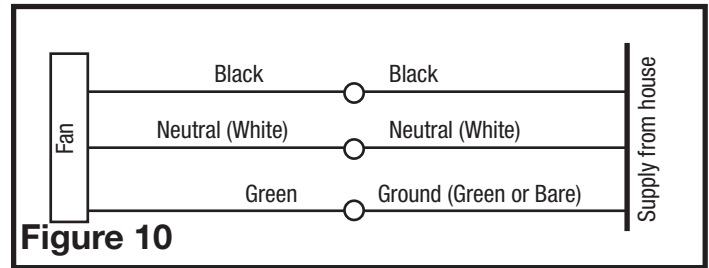 Black Black
Neutral (White) Neutral (White)
Green Ground (Green or Bare)
Fan
Supply from house
Figure 10